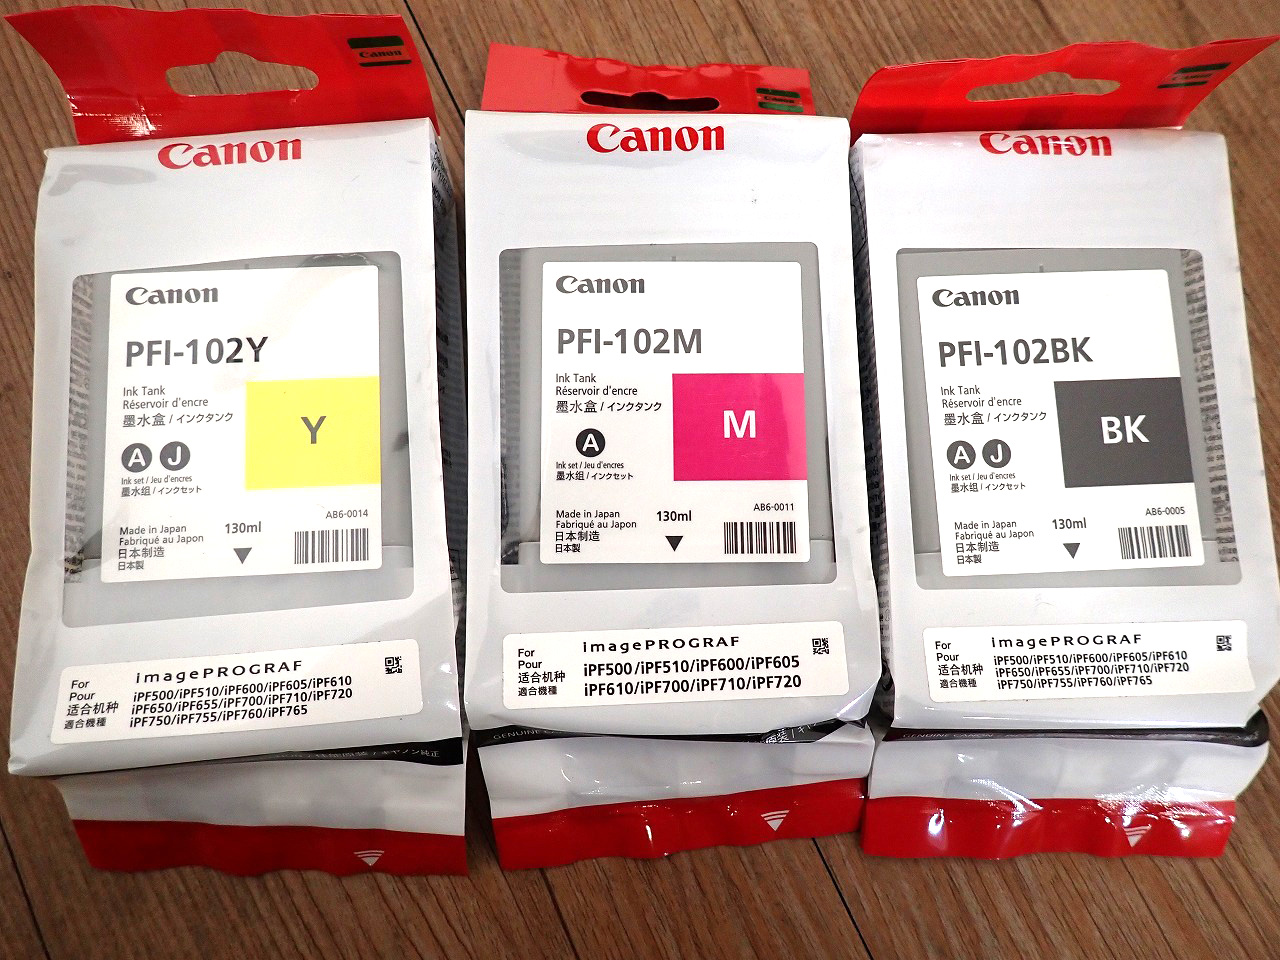 Canon
Canon
Canon
PFI-102Y
Ink Tank
Réservoir d'encre
墨水盒 / インクタンク
Y
A J
Ink set / Jeu d'encres
墨水组 / インクセット
AB6-0014
Made in Japan
Fabriqué au Japon
日本制造
日本製
130ml
imagePROGRAF
For
Pour
适合机种
適合機種
iPF500/iPF510/iPF600/iPF605/iPF610
iPF650/iPF655/iPF700/iPF710/iPF720
iPF750/iPF755/iPF760/iPF765
キヤノン純正
Canon
Canon
Canon
PFI-102M
Ink Tank
Réservoir d'encre
墨水盒 / インクタンク
M
A
Ink set / Jeu d'encres
墨水组 / インクセット
AB6-0011
Made in Japan
Fabriqué au Japon
日本制造
日本製
130ml
imagePROGRAF
For
Pour
适合机种
適合機種
iPF500/iPF510/iPF600/iPF605
iPF610/iPF700/iPF710/iPF720
GENUINE
Canon
Canon
Canon
PFI-102BK
Ink Tank
Réservoir d'encre
墨水盒 / インクタンク
BK
A J
Ink set / Jeu d'encres
墨水组 / インクセット
AB6-0005
Made in Japan
Fabriqué au Japon
日本制造
日本製
130ml
imagePROGRAF
For
Pour
适合机种
適合機種
iPF500/iPF510/iPF600/iPF605/iPF610
iPF650/iPF655/iPF700/iPF710/iPF720
iPF750/iPF755/iPF760/iPF765
GENUINE